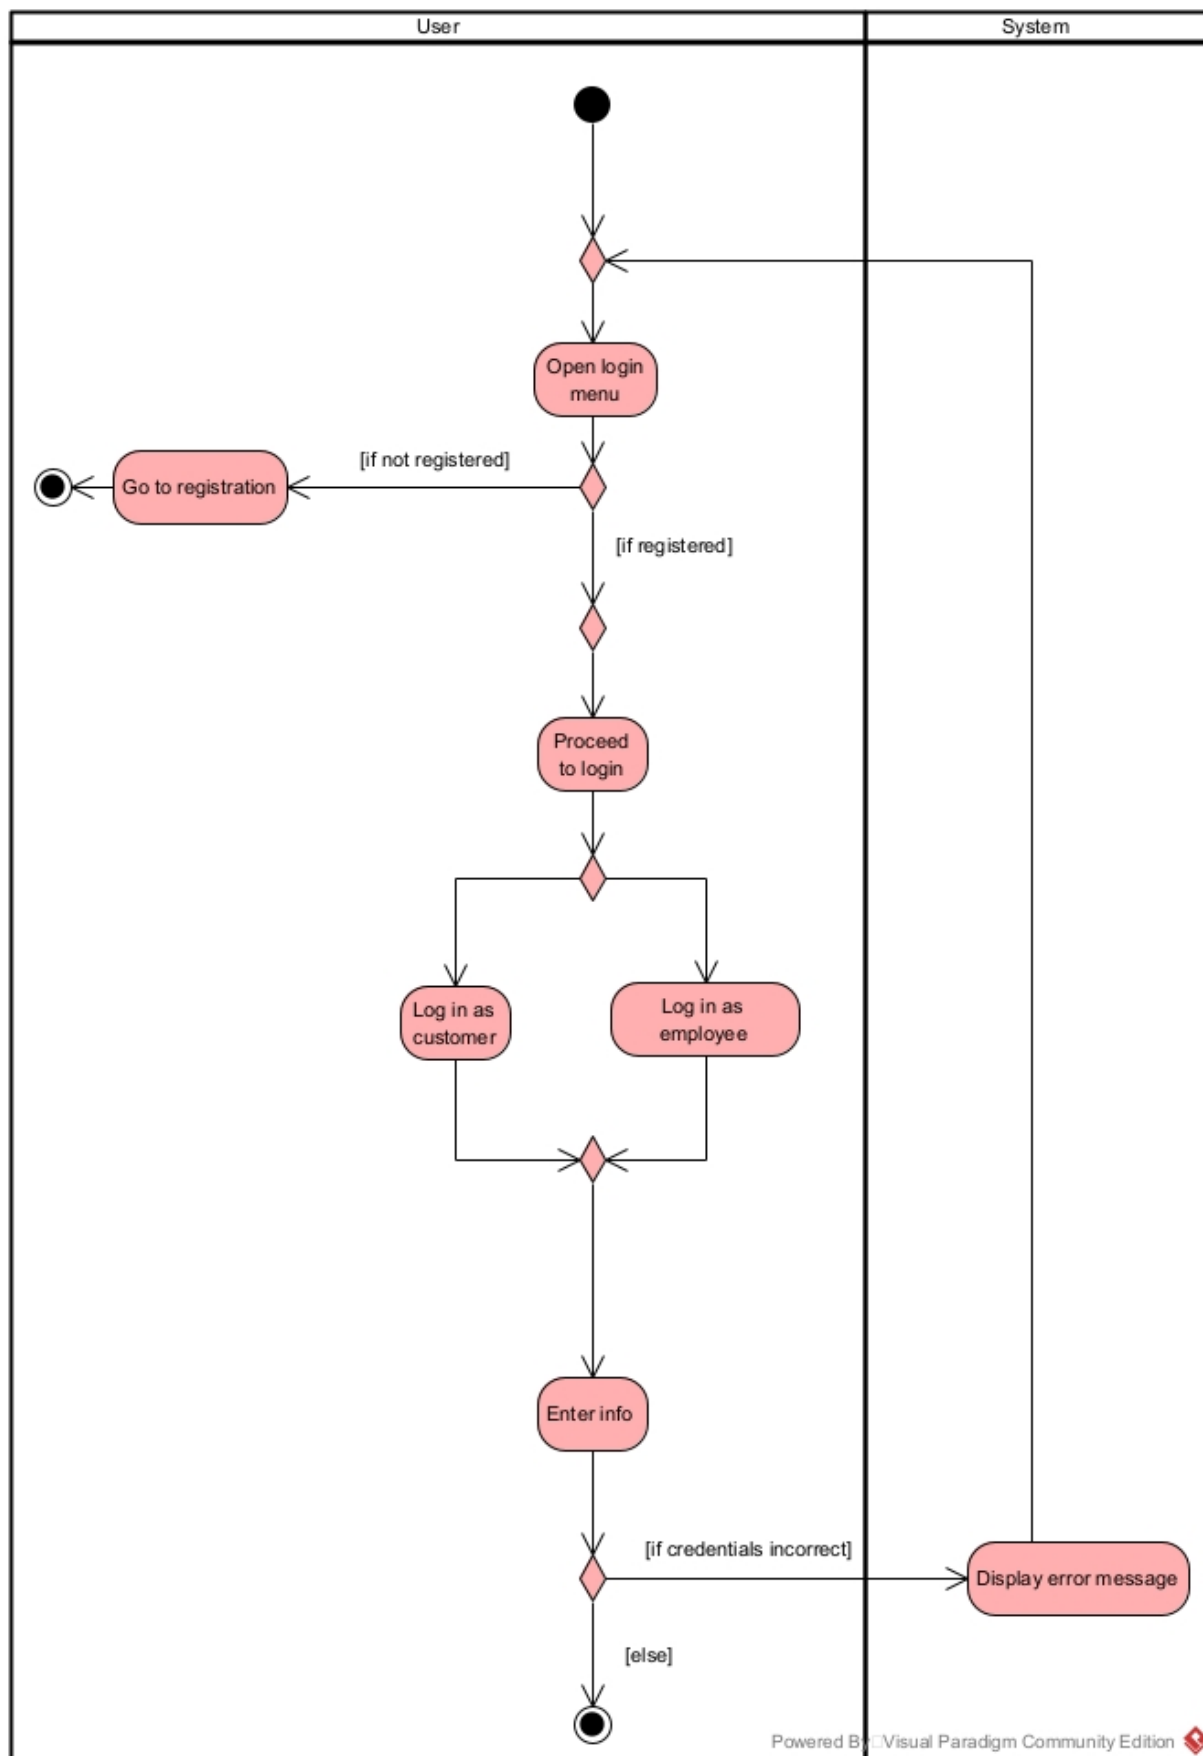 User
System
Open login
menu
[if not registered]
Go to registration
[if registered]
Proceed
to login
Log in as
customer
Log in as
employee
Enter info
[if credentials incorrect]
Display error message
[else]
Powered By Visual Paradigm Community Edition